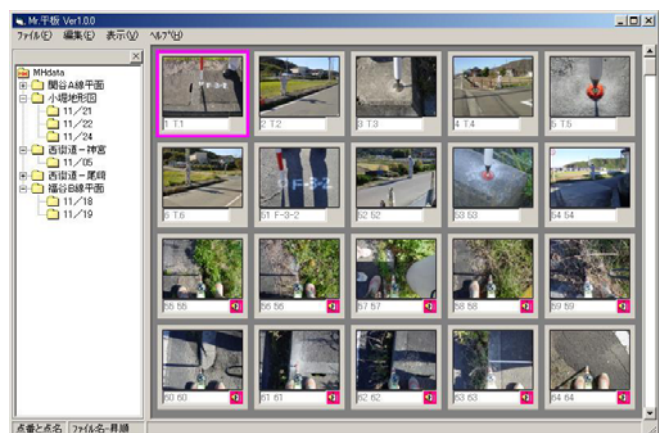 Mr.平板 Ver1.0.0
ファイル(F) 編集(E) 表示(V) ヘルプ(H)
MHdata
関谷A線平面
小堀地形図
11/21
11/22
11/24
西街道-神宮
11/05
西街道-尾崎
福谷B線平面
11/18
11/19
1 T.1
2 T.2
3 T.3
4 T.4
5 T.5
6 T.6
51 F-3-2
52 52
53 53
54 54
55 55
56 56
57 57
58 58
59 59
60 60
61 61
62 62
63 63
64 64
F-3-2
点番と点名 ファイル名-昇順